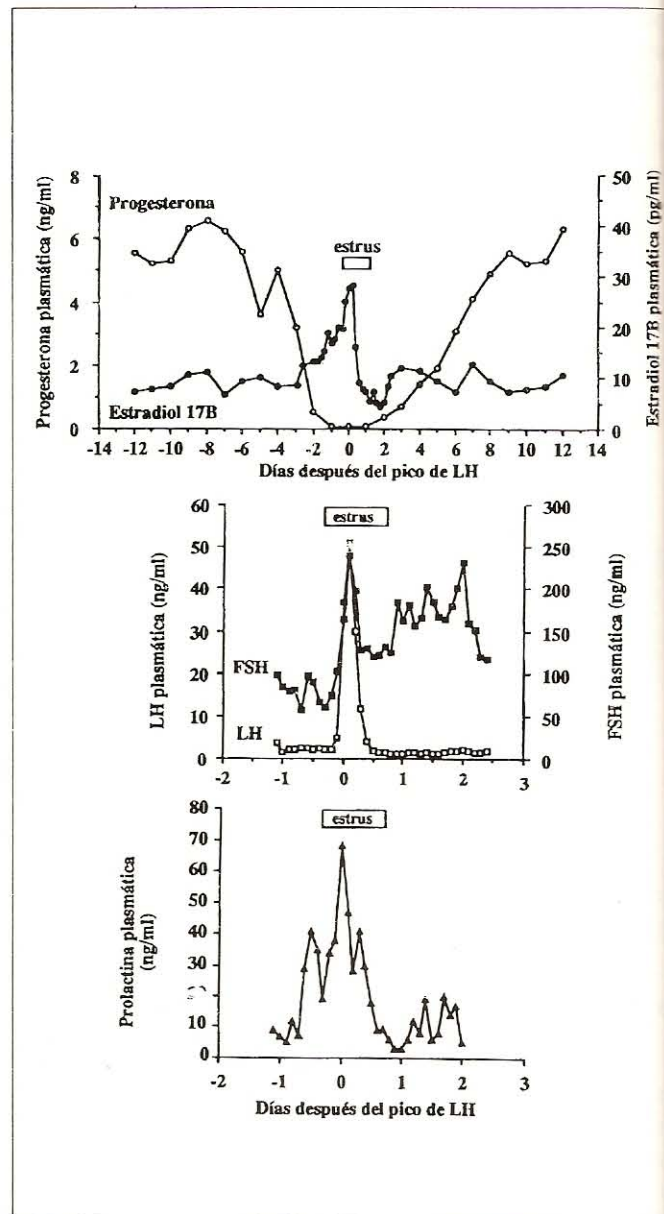 Progesterona plasmática (ng/ml)
8
6
4
2
0
Progesterona
estrus
Estradiol 17B
50
40
30
20
10
0
Estradiol 17B plasmática (pg/ml)
-14 -12 -10 -8 -6 -4 -2 0 2 4 6 8 10 12 14
Días después del pico de LH
LH plasmática (ng/ml)
60
50
40
30
20
10
0
estrus
FSH
LH
300
250
200
150
100
50
0
FSH plasmática (ng/ml)
-2 -1 0 1 2 3
Prolactina plasmática
(ng/ml)
80
70
60
50
40
30
20
10
0
estrus
-2 -1 0 1 2 3
Días después del pico de LH